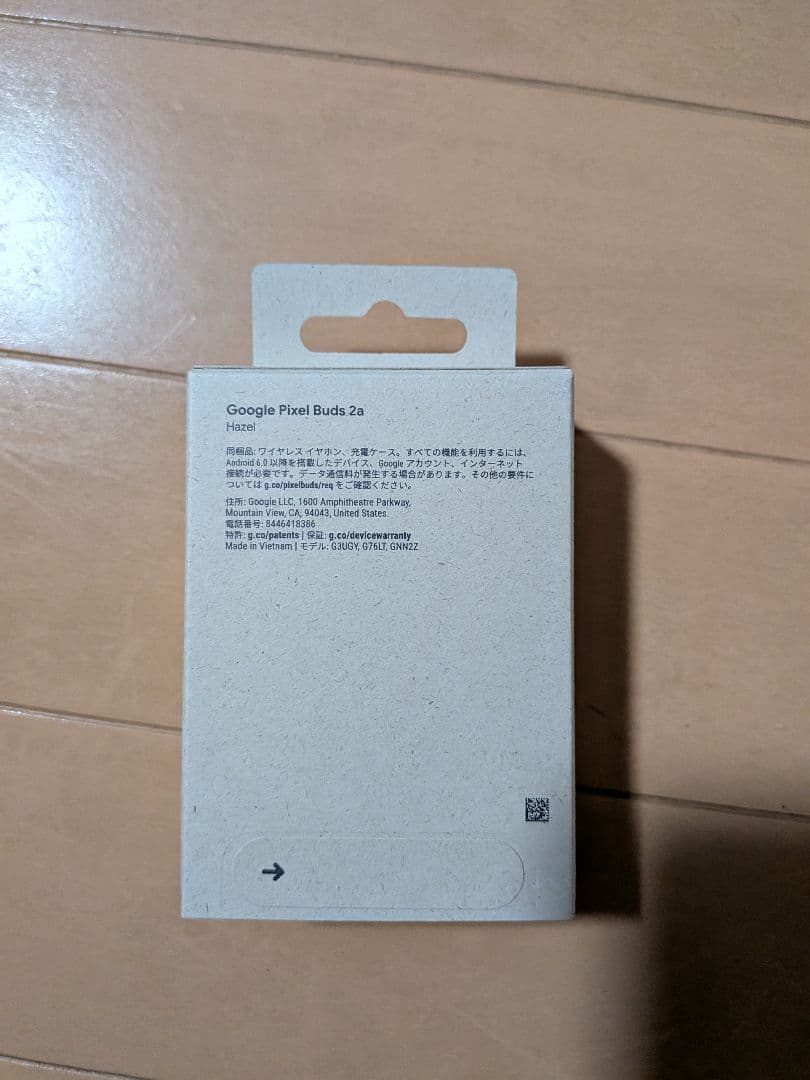 Google Pixel Buds 2a
Hazel
同梱品: ワイヤレス イヤホン、充電ケース。すべての機能を利用するには、
Android 6.0 以降を搭載したデバイス、Google アカウント、インターネット
接続が必要です。データ通信料が発生する場合があります。その他の要件に
ついては g.co/pixelbuds/req をご確認ください。
住所: Google LLC, 1600 Amphitheatre Parkway,
Mountain View, CA, 94043, United States.
電話番号: 8446418386
特許: g.co/patents | 保証: g.co/devicewarranty
Made in Vietnam | モデル: G3UGY, G76LT, GNN2Z